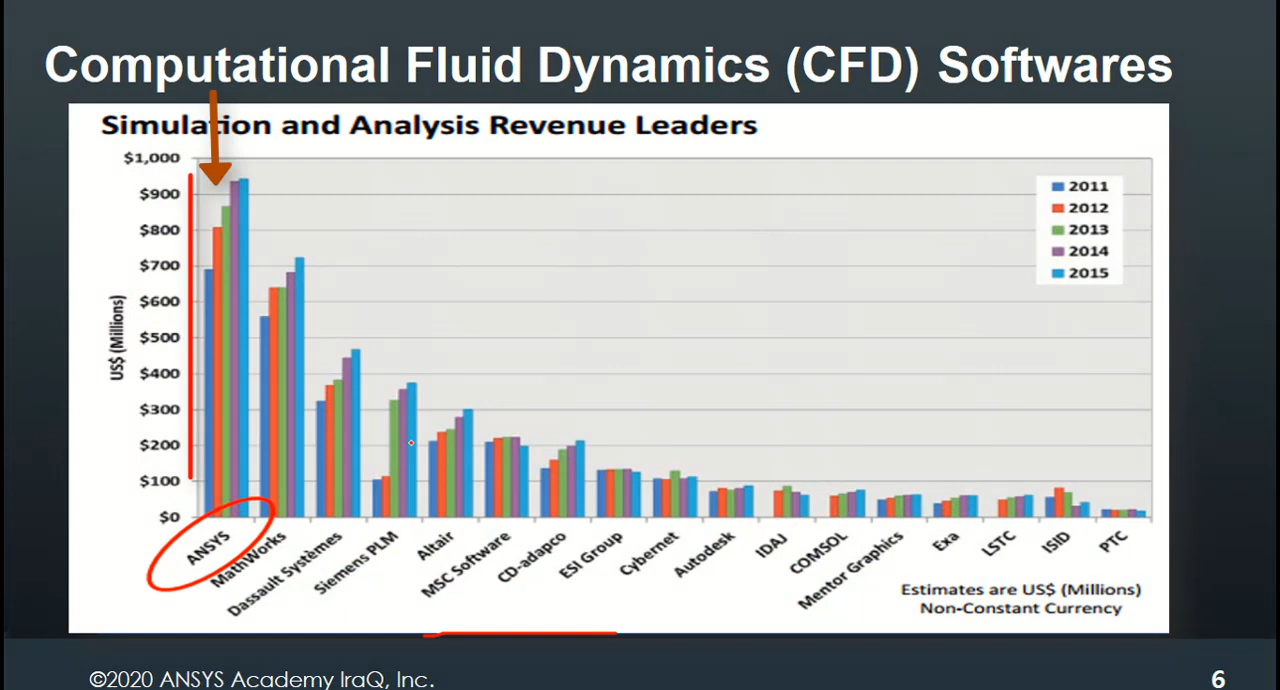 Computational Fluid Dynamics (CFD) Softwares
Simulation and Analysis Revenue Leaders
$1,000
$900
$800
$700
$600
$500
$400
$300
$200
$100
$0
US$ (Millions)
2011
2012
2013
2014
2015
ANSYS
MathWorks
Dassault Systèmes
Siemens PLM
Altair
MSC Software
CD-adapco
ESI Group
Cybernet
Autodesk
IDAJ
COMSOL
Mentor Graphics
Exa
LSTC
ISID
PTC
Estimates are US$ (Millions)
Non-Constant Currency
©2020 ANSYS Academy IraQ, Inc.
6